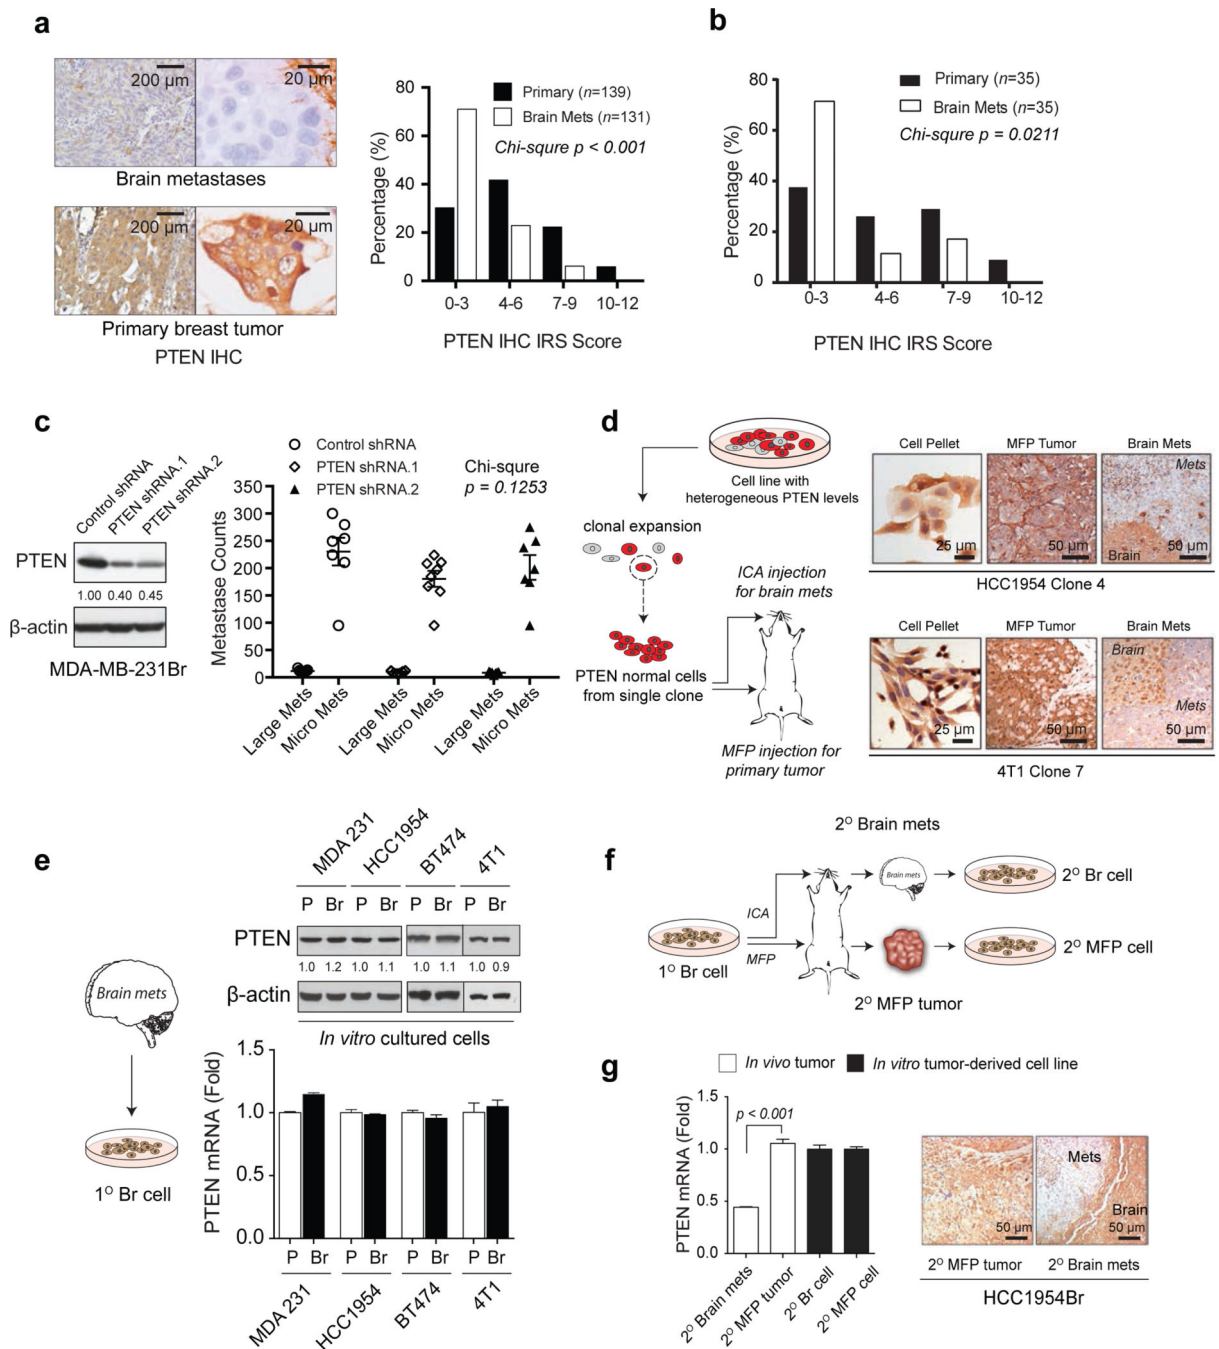 a
200 µm
20 µm
Brain metastases
200 µm
20 µm
Primary breast tumor
PTEN IHC
Percentage (%)
80
60
40
20
0
Primary (n=139)
Brain Mets (n=131)
Chi-squre p < 0.001
0-3
4-6
7-9
10-12
PTEN IHC IRS Score
b
Percentage (%)
80
60
40
20
0
Primary (n=35)
Brain Mets (n=35)
Chi-squre p = 0.0211
0-3
4-6
7-9
10-12
PTEN IHC IRS Score
c
Control shRNA
PTEN shRNA.1
PTEN shRNA.2
PTEN
1.00 0.40 0.45
β-actin
MDA-MB-231Br
Control shRNA
PTEN shRNA.1
PTEN shRNA.2
Chi-squre
p = 0.1253
Metastase Counts
350
300
250
200
150
100
50
0
Large Mets
Micro Mets
Large Mets
Micro Mets
Large Mets
Micro Mets
d
Cell line with
heterogeneous PTEN levels
clonal expansion
ICA injection
for brain mets
PTEN normal cells
from single clone
MFP injection for
primary tumor
Cell Pellet
MFP Tumor
Brain Mets
Mets
Brain
25 µm
50 µm
50 µm
HCC1954 Clone 4
Cell Pellet
MFP Tumor
Brain Mets
Brain
Mets
25 µm
50 µm
50 µm
4T1 Clone 7
e
Brain mets
1º Br cell
MDA 231
HCC1954
BT474
4T1
P Br P Br P Br P Br
PTEN
1.0 1.2 1.0 1.1 1.0 1.1 1.0 0.9
β-actin
In vitro cultured cells
PTEN mRNA (Fold)
1.5
1.0
0.5
0.0
P Br P Br P Br P Br
MDA 231
HCC1954
BT474
4T1
f
2º Brain mets
1º Br cell
ICA
MFP
Brain mets
2º Br cell
2º MFP cell
2º MFP tumor
g
In vivo tumor
In vitro tumor-derived cell line
PTEN mRNA (Fold)
1.5
1.0
0.5
0.0
p < 0.001
2º Brain mets
2º MFP tumor
2º Br cell
2º MFP cell
50 µm
Mets
Brain
50 µm
2º MFP tumor
2º Brain mets
HCC1954Br